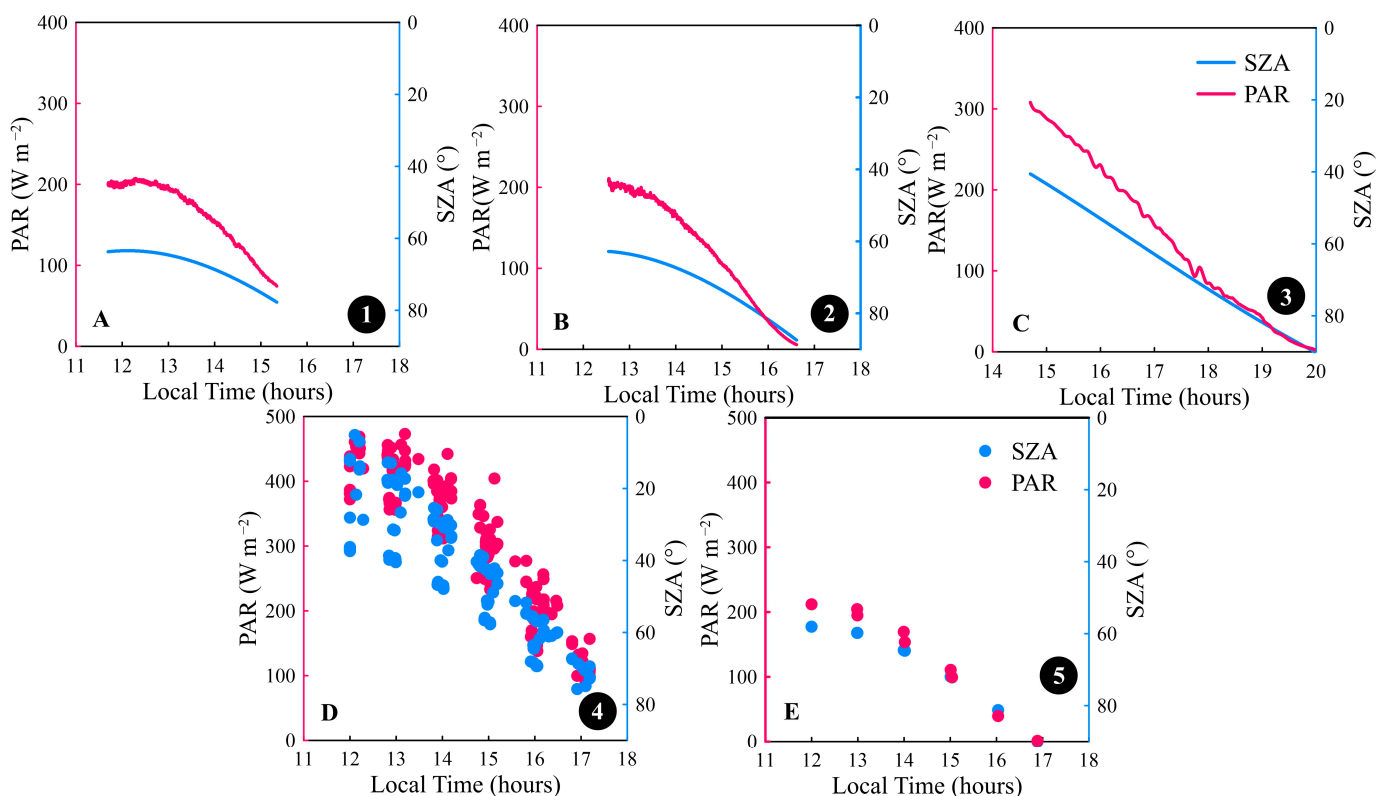 400
300
200
100
0
PAR (W m⁻²)
0
20
40
60
80
SZA (°)
A
1
11 12 13 14 15 16 17 18
Local Time (hours)
400
300
200
100
0
PAR(W m⁻²)
0
20
40
60
80
SZA (°)
B
2
11 12 13 14 15 16 17 18
Local Time (hours)
400
300
200
100
0
PAR(W m⁻²)
0
20
40
60
80
SZA (°)
SZA
PAR
C
3
14 15 16 17 18 19 20
Local Time (hours)
500
400
300
200
100
0
PAR (W m⁻²)
0
20
40
60
80
SZA (°)
D
4
11 12 13 14 15 16 17 18
Local Time (hours)
500
400
300
200
100
0
PAR (W m⁻²)
0
20
40
60
80
SZA (°)
SZA
PAR
E
5
11 12 13 14 15 16 17 18
Local Time (hours)